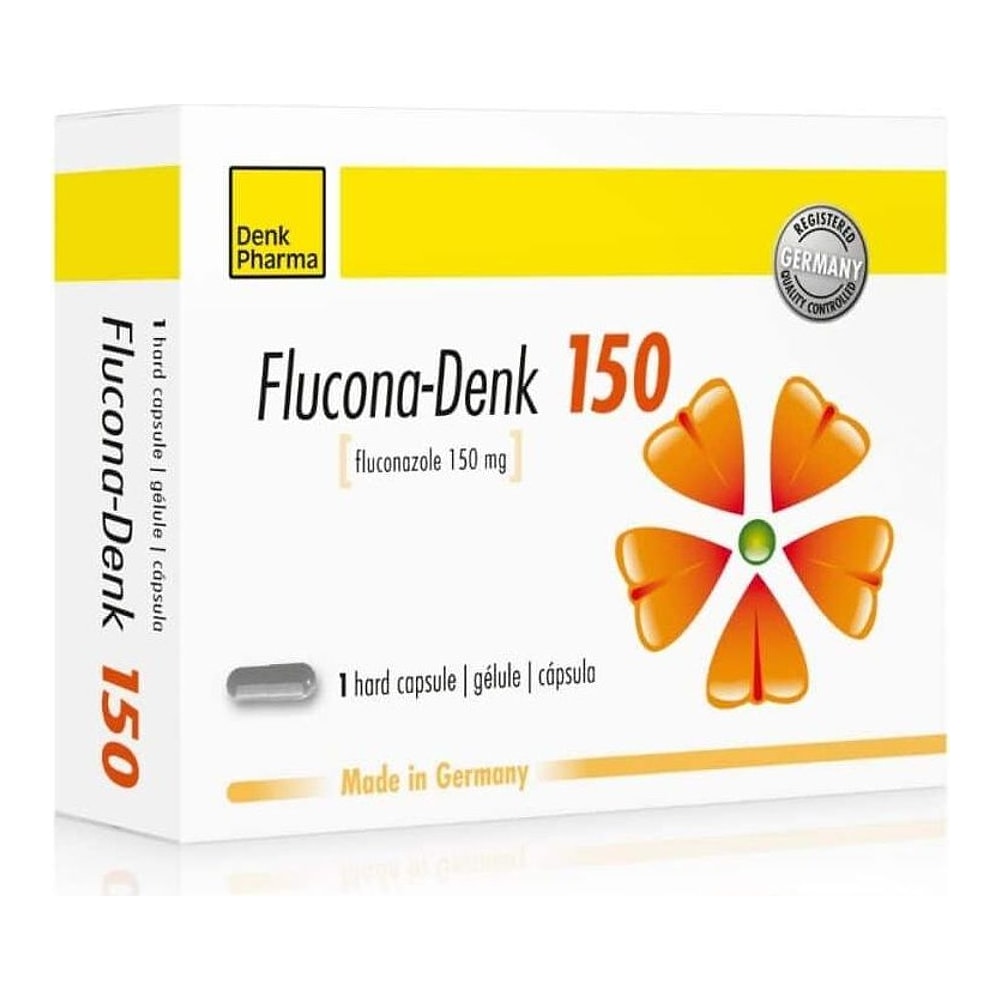 Denk
Pharma
REGISTERED
GERMANY
QUALITY CONTROLLED
Flucona-Denk 150
[fluconazole 150 mg]
1 hard capsule | gélule | cápsula
Made in Germany
1 hard capsule | gélule | cápsula
Flucona-Denk 150